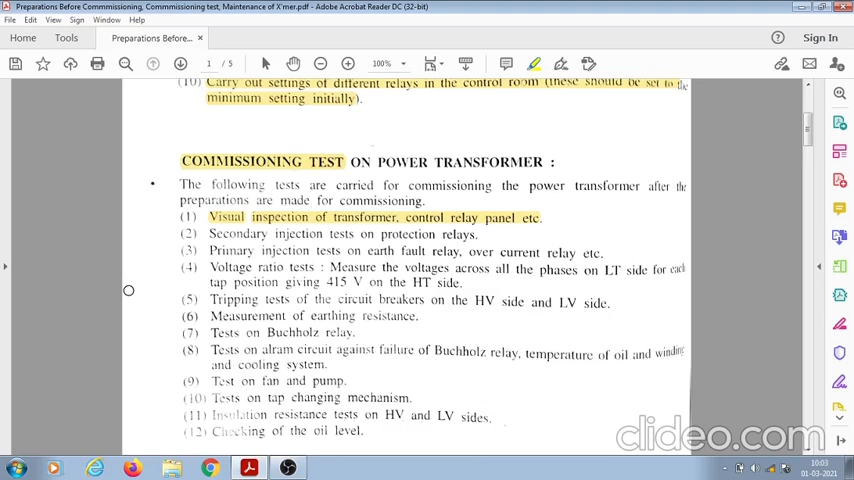 Preparations Before Commmissioning, Commmissioning test, Maintenance of X'mer.pdf - Adobe Acrobat Reader DC (32-bit)
File Edit View Sign Window Help
Home Tools Preparations Before... × Sign In
1 / 5 100%
(10) Carry out settings of different relays in the control room (these should be set to the
minimum setting initially).
COMMISSIONING TEST ON POWER TRANSFORMER :
• The following tests are carried for commissioning the power transformer after the
preparations are made for commissioning.
(1) Visual inspection of transformer, control relay panel etc.
(2) Secondary injection tests on protection relays.
(3) Primary injection tests on earth fault relay, over current relay etc.
(4) Voltage ratio tests : Measure the voltages across all the phases on LT side for each
tap position giving 415 V on the HT side.
(5) Tripping tests of the circuit breakers on the HV side and LV side.
(6) Measurement of earthing resistance.
(7) Tests on Buchholz relay.
(8) Tests on alram circuit against failure of Buchholz relay, temperature of oil and winding
and cooling system.
(9) Test on fan and pump.
(10) Tests on tap changing mechanism.
(11) Insulation resistance tests on HV and LV sides.
(12) Checking of the oil level.
clideo.com
10:03
01-03-2021